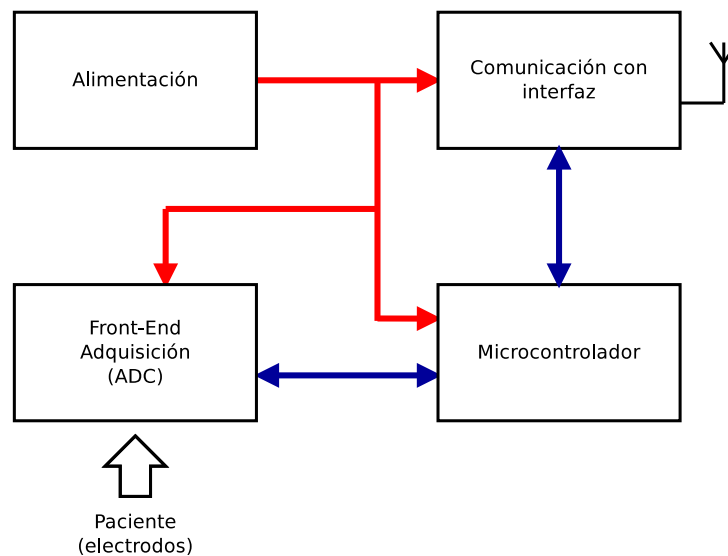 Alimentación
Comunicación con
interfaz
Front-End
Adquisición
(ADC)
Microcontrolador
Paciente
(electrodos)